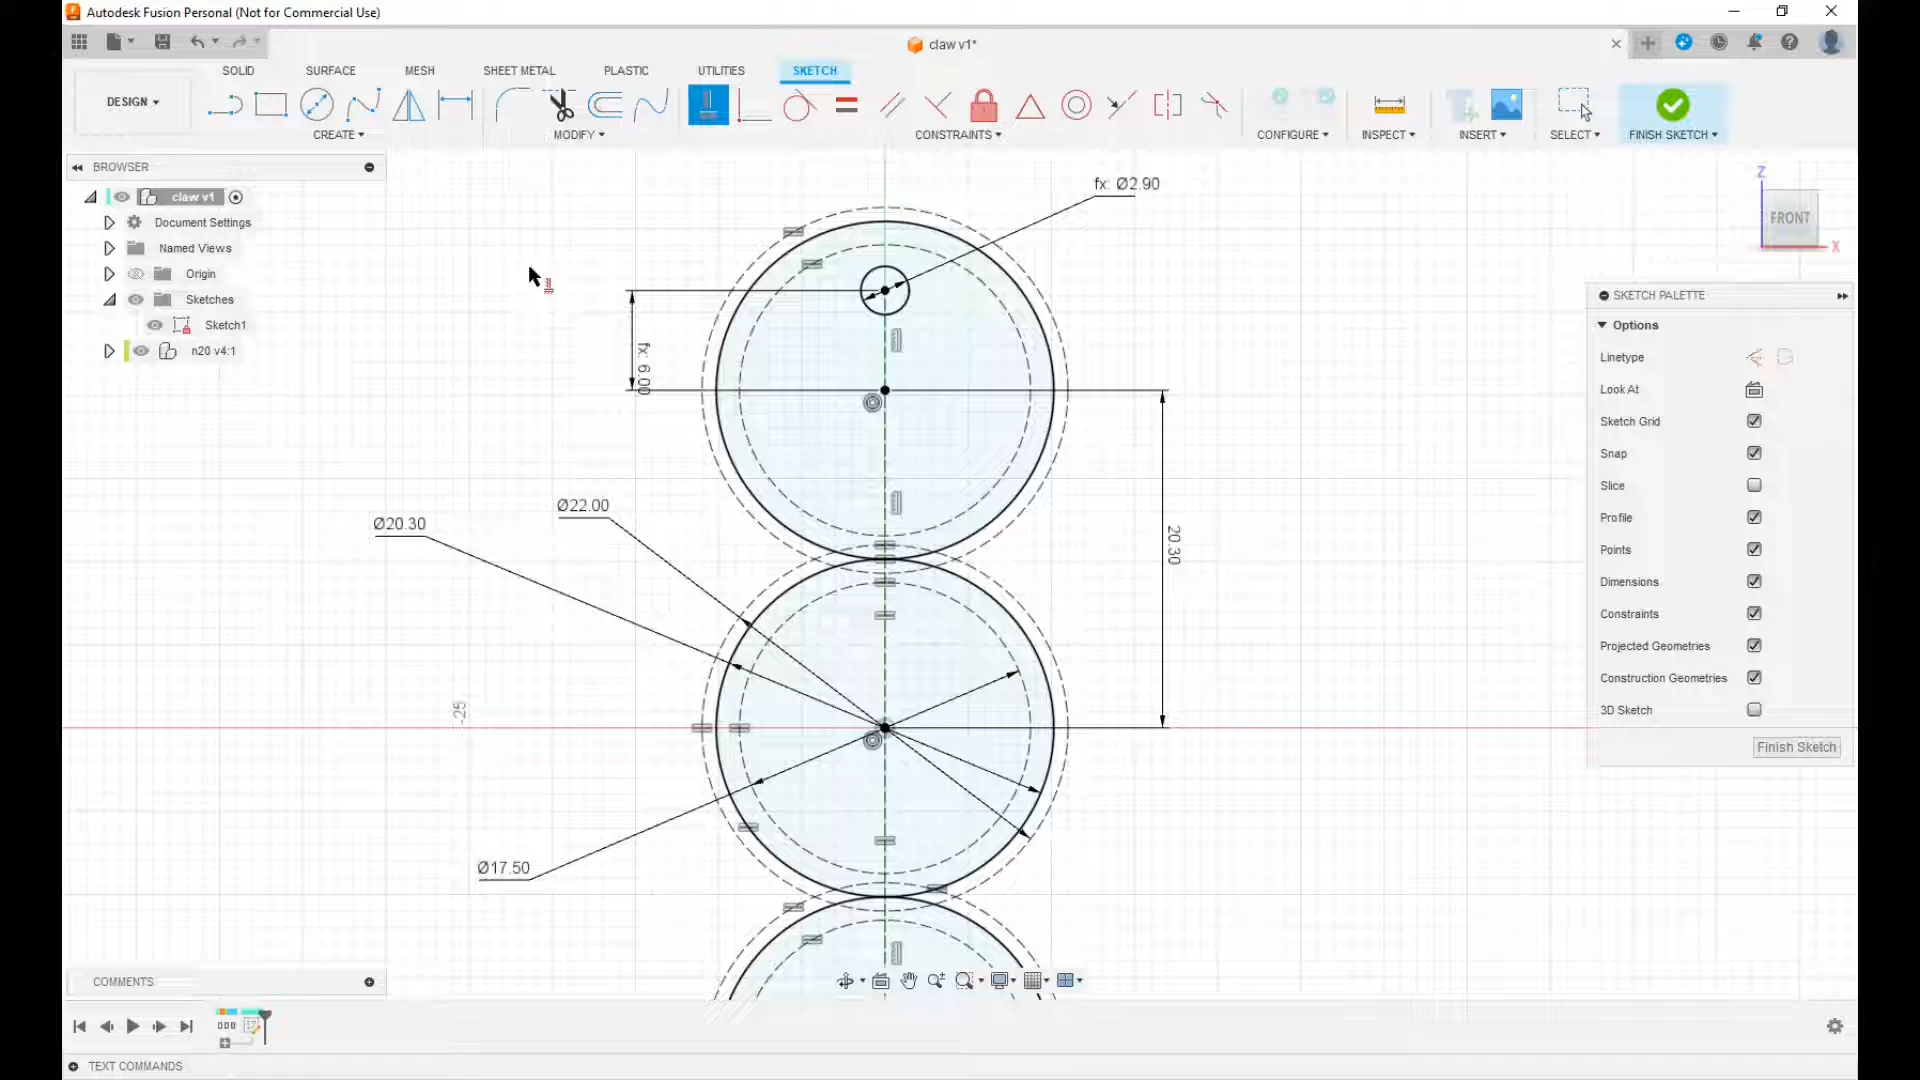 Autodesk Fusion Personal (Not for Commercial Use)
claw v1*
SOLID
SURFACE
MESH
SHEET METAL
PLASTIC
UTILITIES
SKETCH
DESIGN
CREATE
MODIFY
CONSTRAINTS
CONFIGURE
INSPECT
INSERT
SELECT
FINISH SKETCH
BROWSER
claw v1
Document Settings
Named Views
Origin
Sketches
Sketch1
n20 v4:1
fx: Ø2.90
fx: 6.00
Ø22.00
Ø20.30
20.30
-25
Ø17.50
Z
FRONT
X
SKETCH PALETTE
Options
Linetype
Look At
Sketch Grid
Snap
Slice
Profile
Points
Dimensions
Constraints
Projected Geometries
Construction Geometries
3D Sketch
Finish Sketch
COMMENTS
TEXT COMMANDS